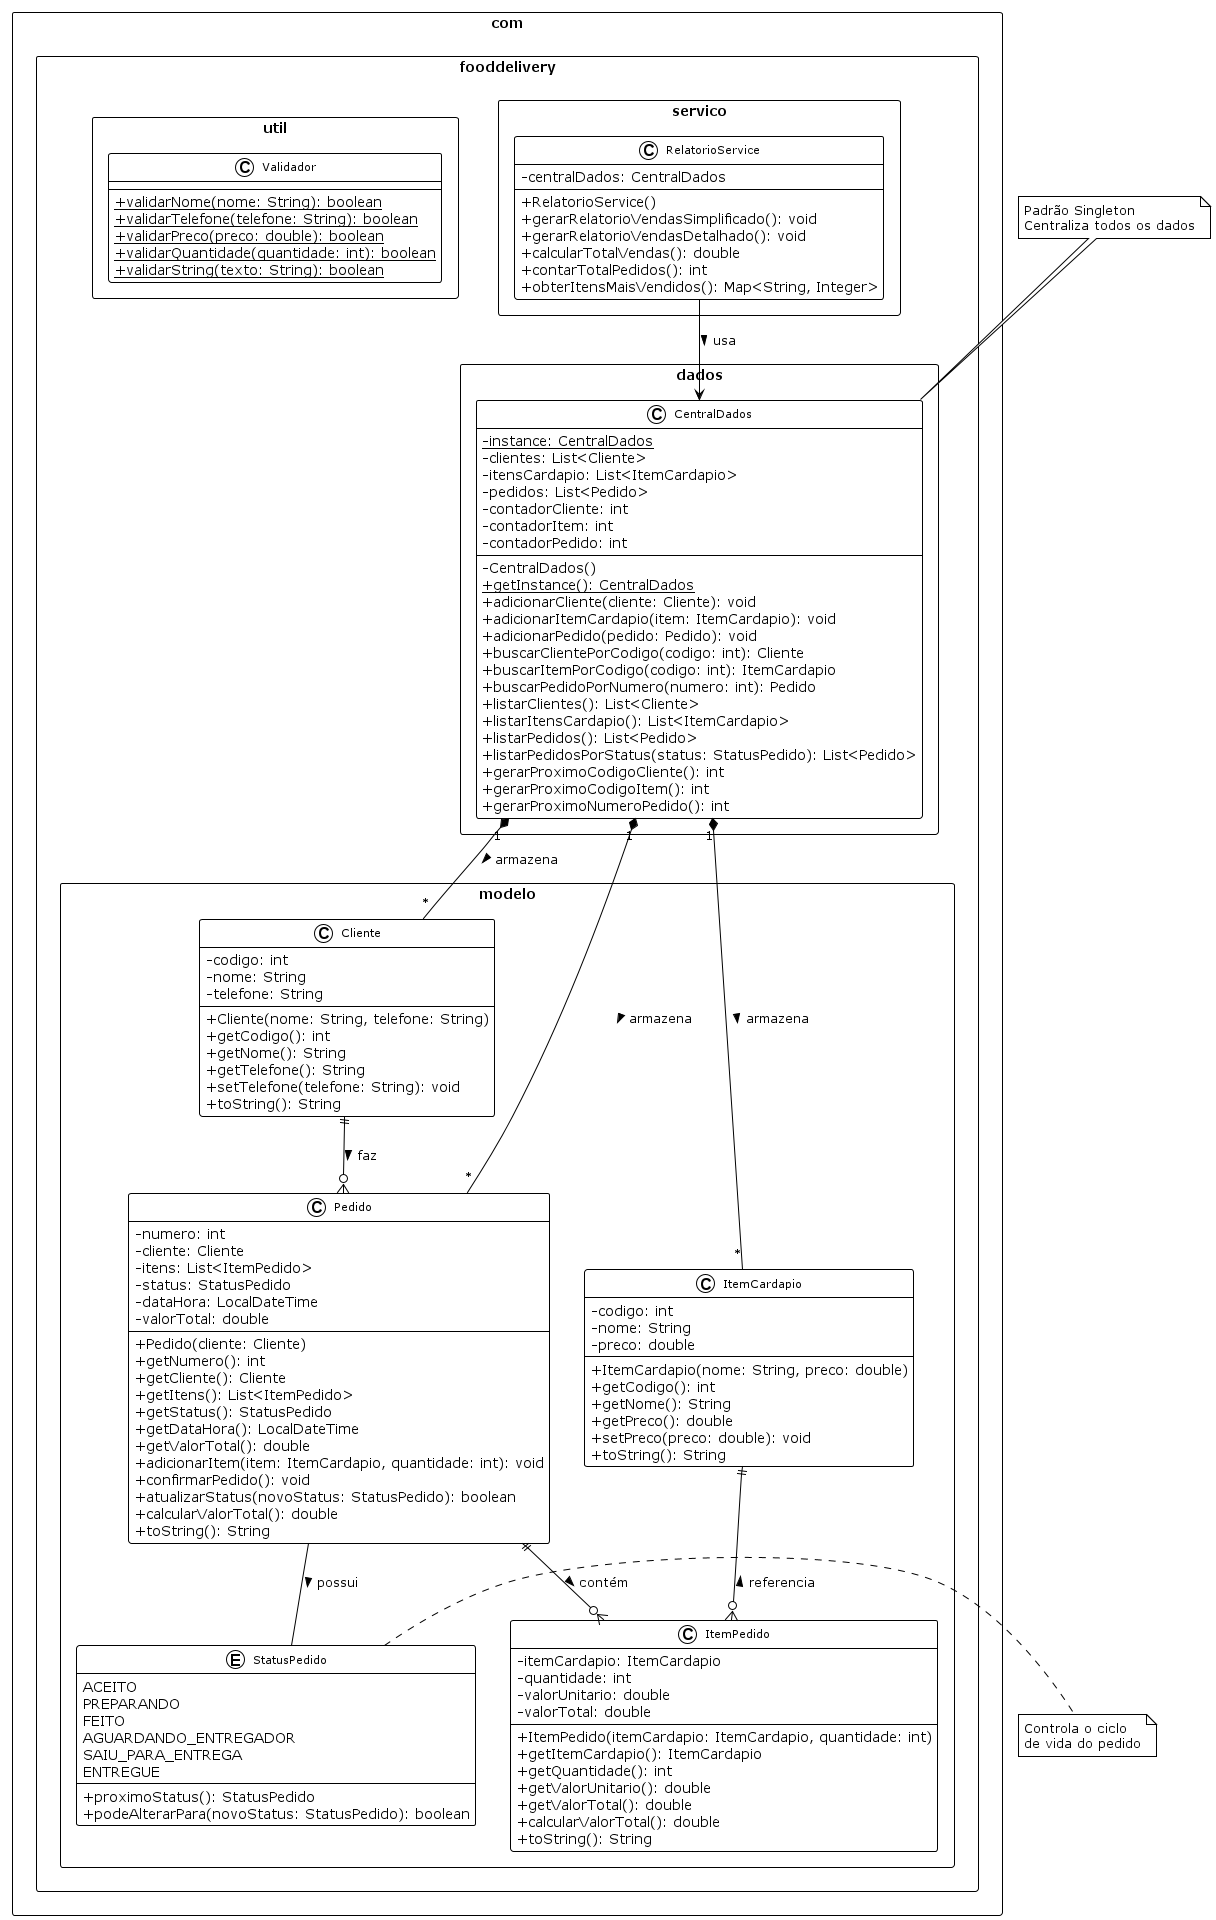 com
fooddelivery
util
C Validador
+validarNome(nome: String): boolean
+validarTelefone(telefone: String): boolean
+validarPreco(preco: double): boolean
+validarQuantidade(quantidade: int): boolean
+validarString(texto: String): boolean
servico
C RelatorioService
-centralDados: CentralDados
+RelatorioService()
+gerarRelatorioVendasSimplificado(): void
+gerarRelatorioVendasDetalhado(): void
+calcularTotalVendas(): double
+contarTotalPedidos(): int
+obterItensMaisVendidos(): Map<String, Integer>
Padrão Singleton
Centraliza todos os dados
usa
dados
C CentralDados
-instance: CentralDados
-clientes: List<Cliente>
-itensCardapio: List<ItemCardapio>
-pedidos: List<Pedido>
-contadorCliente: int
-contadorItem: int
-contadorPedido: int
-CentralDados()
+getInstance(): CentralDados
+adicionarCliente(cliente: Cliente): void
+adicionarItemCardapio(item: ItemCardapio): void
+adicionarPedido(pedido: Pedido): void
+buscarClientePorCodigo(codigo: int): Cliente
+buscarItemPorCodigo(codigo: int): ItemCardapio
+buscarPedidoPorNumero(numero: int): Pedido
+listarClientes(): List<Cliente>
+listarItensCardapio(): List<ItemCardapio>
+listarPedidos(): List<Pedido>
+listarPedidosPorStatus(status: StatusPedido): List<Pedido>
+gerarProximoCodigoCliente(): int
+gerarProximoCodigoItem(): int
+gerarProximoNumeroPedido(): int
1
1
1
armazena
modelo
*
C Cliente
-codigo: int
-nome: String
-telefone: String
+Cliente(nome: String, telefone: String)
+getCodigo(): int
+getNome(): String
+getTelefone(): String
+setTelefone(telefone: String): void
+toString(): String
armazena
armazena
faz
*
C Pedido
-numero: int
-cliente: Cliente
-itens: List<ItemPedido>
-status: StatusPedido
-dataHora: LocalDateTime
-valorTotal: double
+Pedido(cliente: Cliente)
+getNumero(): int
+getCliente(): Cliente
+getItens(): List<ItemPedido>
+getStatus(): StatusPedido
+getDataHora(): LocalDateTime
+getValorTotal(): double
+adicionarItem(item: ItemCardapio, quantidade: int): void
+confirmarPedido(): void
+atualizarStatus(novoStatus: StatusPedido): boolean
+calcularValorTotal(): double
+toString(): String
*
C ItemCardapio
-codigo: int
-nome: String
-preco: double
+ItemCardapio(nome: String, preco: double)
+getCodigo(): int
+getNome(): String
+getPreco(): double
+setPreco(preco: double): void
+toString(): String
possui
contém
referencia
E StatusPedido
ACEITO
PREPARANDO
FEITO
AGUARDANDO_ENTREGADOR
SAIU_PARA_ENTREGA
ENTREGUE
+proximoStatus(): StatusPedido
+podeAlterarPara(novoStatus: StatusPedido): boolean
C ItemPedido
-itemCardapio: ItemCardapio
-quantidade: int
-valorUnitario: double
-valorTotal: double
+ItemPedido(itemCardapio: ItemCardapio, quantidade: int)
+getItemCardapio(): ItemCardapio
+getQuantidade(): int
+getValorUnitario(): double
+getValorTotal(): double
+calcularValorTotal(): double
+toString(): String
Controla o ciclo
de vida do pedido